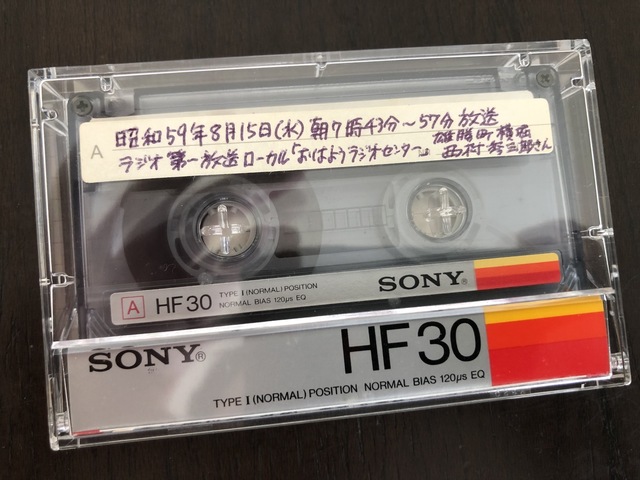 A
昭和59年8月15日(水)朝7時43分〜57分放送
ラジオ第一放送ローカル「おはようラジオセンター」
雄勝町横堀
西村 三郎さん
A HF30 TYPE I (NORMAL) POSITION
NORMAL BIAS 120μs EQ
SONY®
SONY®
HF30
TYPE I (NORMAL) POSITION NORMAL BIAS 120μs EQ